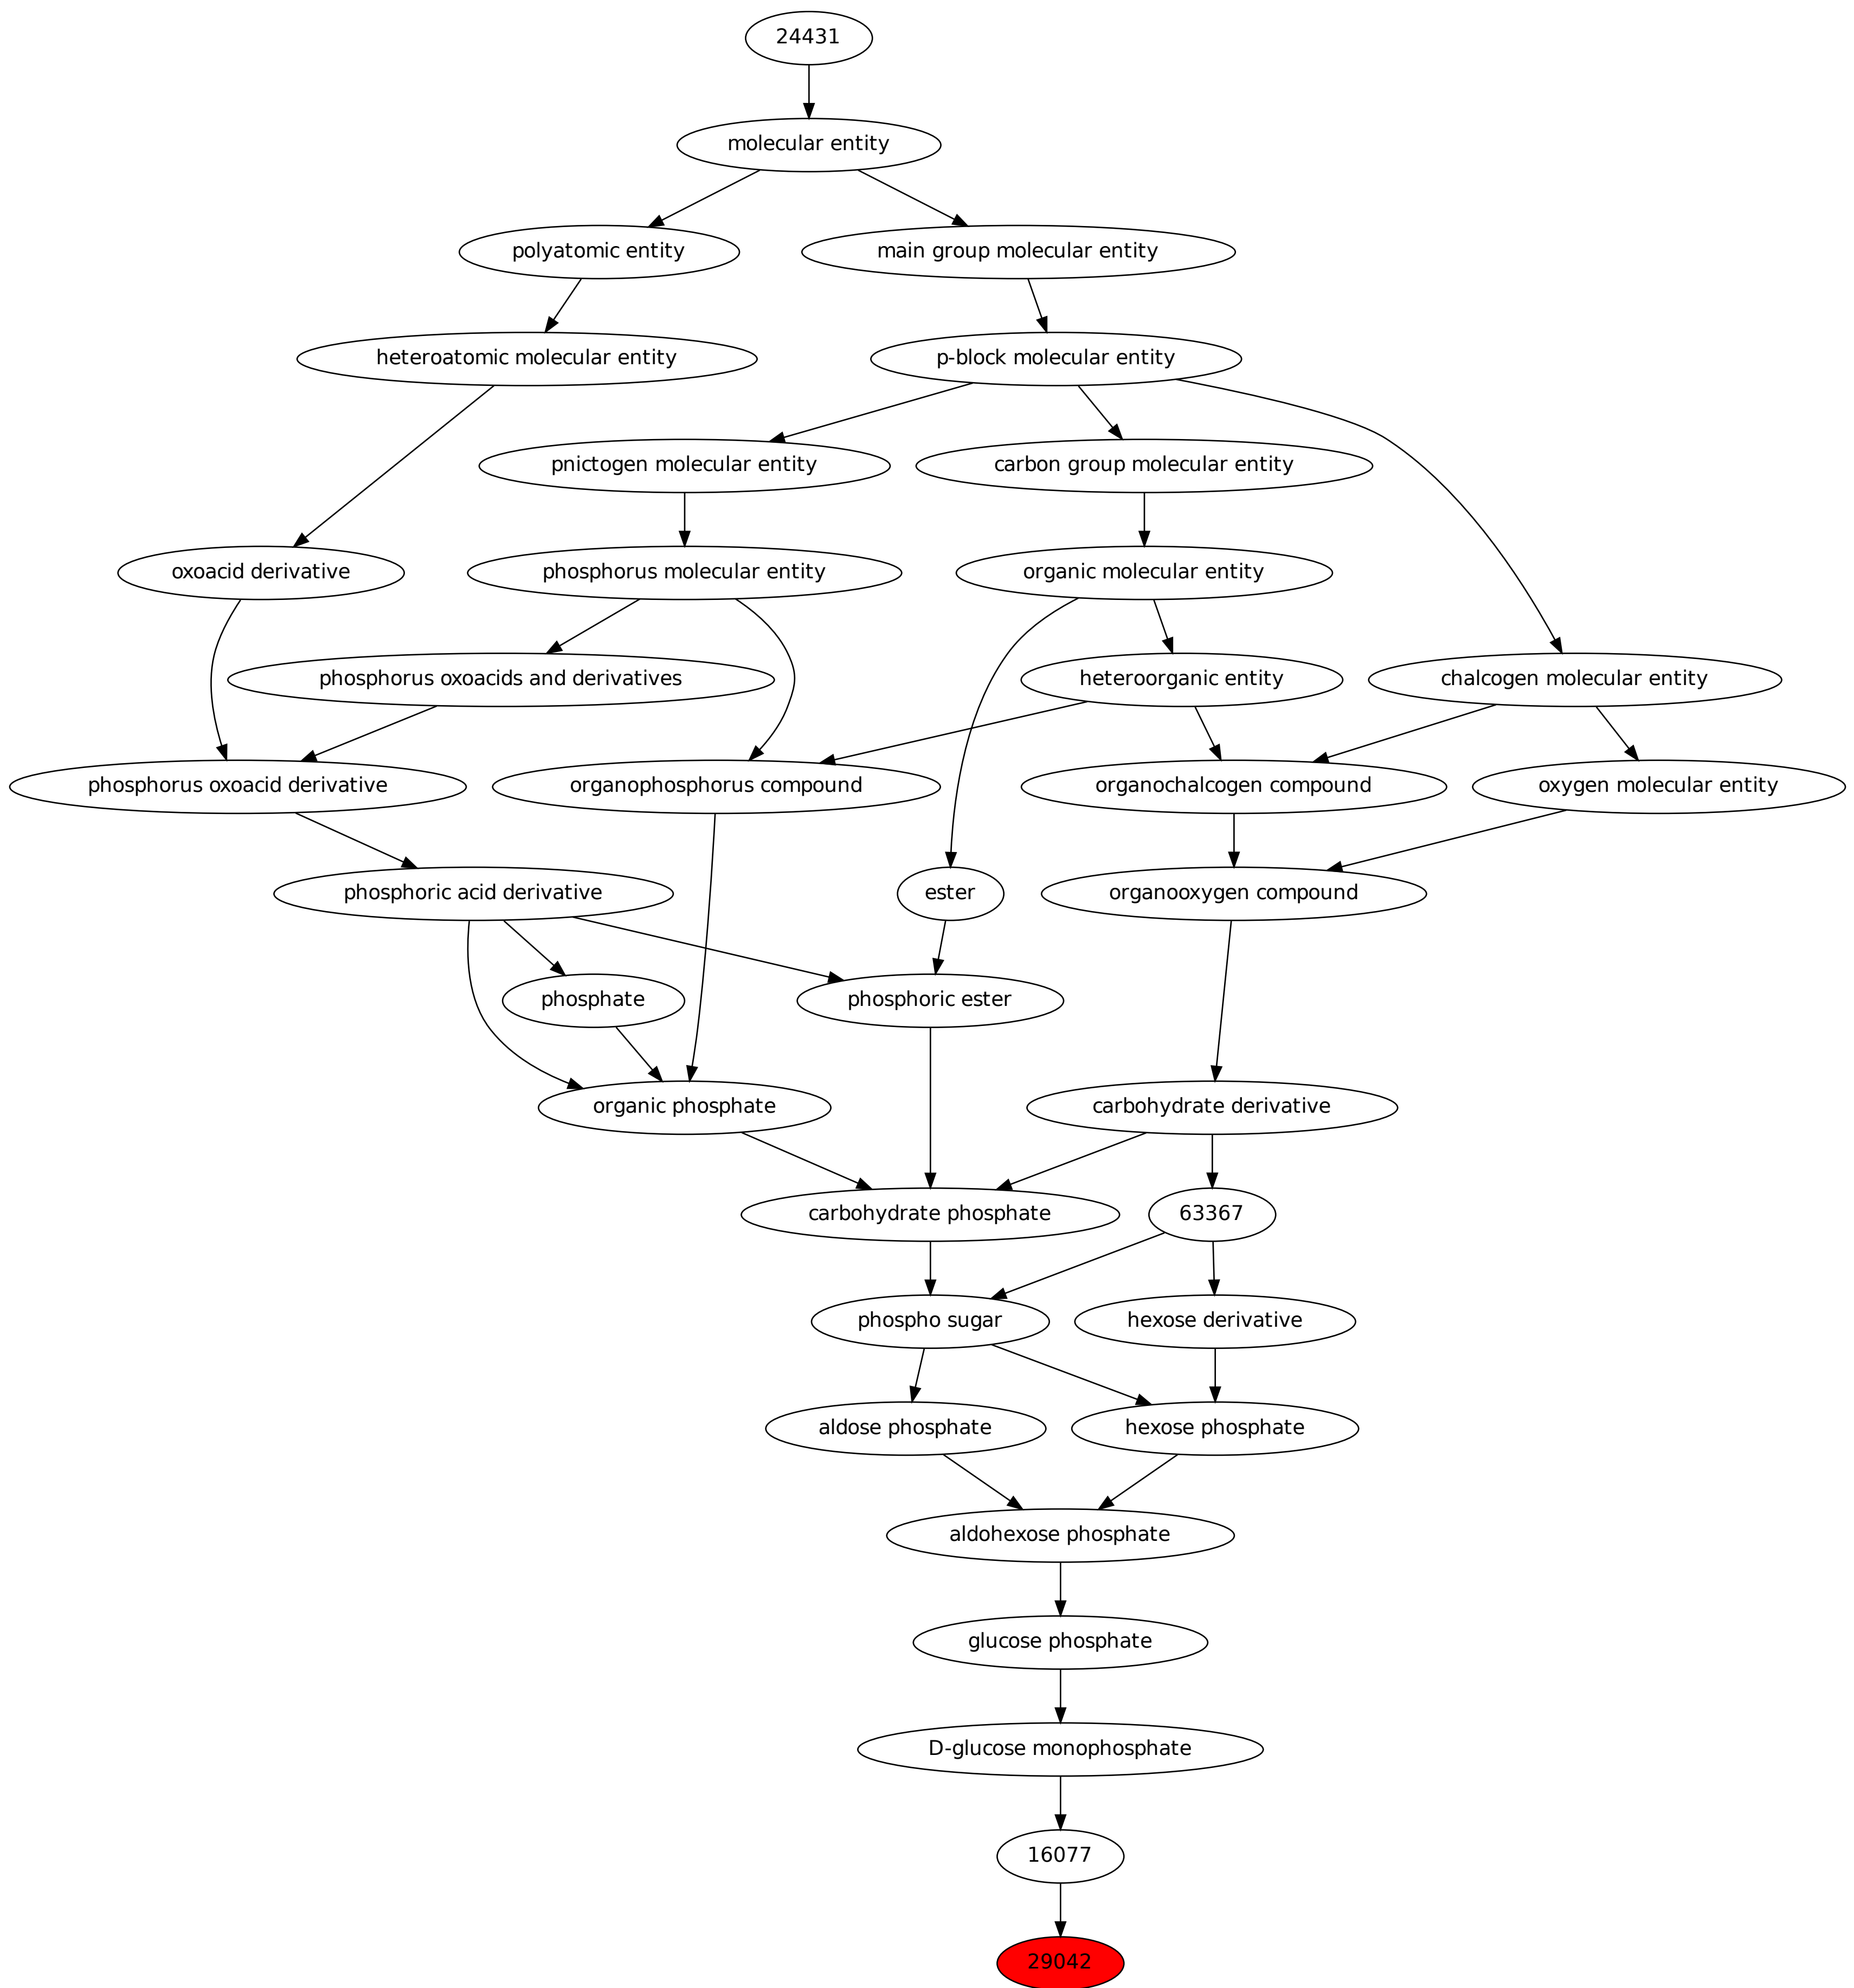 24431
molecular entity
polyatomic entity
main group molecular entity
heteroatomic molecular entity
p-block molecular entity
pnictogen molecular entity
carbon group molecular entity
oxoacid derivative
phosphorus molecular entity
organic molecular entity
phosphorus oxoacids and derivatives
heteroorganic entity
chalcogen molecular entity
phosphorus oxoacid derivative
organophosphorus compound
organochalcogen compound
oxygen molecular entity
phosphoric acid derivative
ester
organooxygen compound
phosphate
phosphoric ester
organic phosphate
carbohydrate derivative
carbohydrate phosphate
63367
phospho sugar
hexose derivative
aldose phosphate
hexose phosphate
aldohexose phosphate
glucose phosphate
D-glucose monophosphate
16077
29042